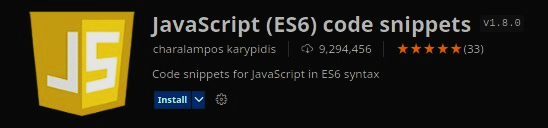 JavaScript (ES6) code snippets v1.8.0
charalampos karypidis 9,294,456 (33)
Code snippets for JavaScript in ES6 syntax
Install
JS